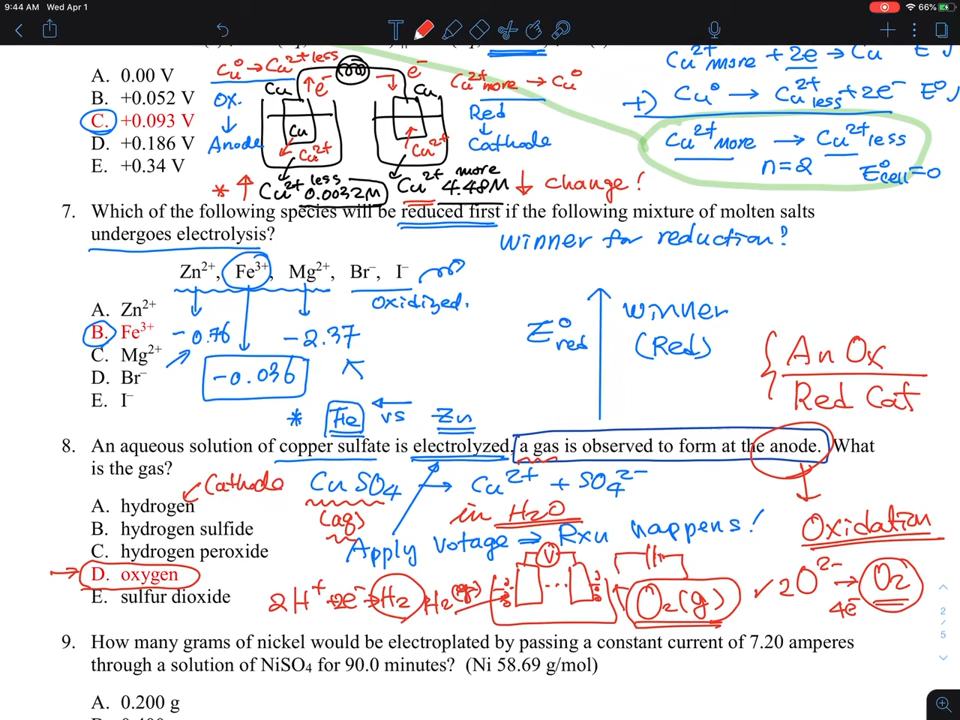 9:44 AM Wed Apr 1
66%
A. 0.00 V
B. +0.052 V
C. +0.093 V
D. +0.186 V
E. +0.34 V
Cu⁰ → Cu²⁺ less
OX.
↓
Anode
Cu
e⁻
e⁻
Cu
Cu
Cu²⁺
Cu²⁺
Cu²⁺ more → Cu⁰
Red
↓
Cathode
* ↑ Cu²⁺ less 0.0032M
Cu²⁺ more 4.48M ↓ change!
Cu²⁺ more + 2e → Cu
+) Cu⁰ → Cu²⁺ less + 2e⁻
Cu²⁺ more → Cu²⁺ less
n=2 E°cell=0
7. Which of the following species will be reduced first if the following mixture of molten salts
undergoes electrolysis?
winner for reduction?
Zn²⁺, Fe³⁺, Mg²⁺, Br⁻, I⁻
oxidized.
A. Zn²⁺
B. Fe³⁺
C. Mg²⁺
D. Br⁻
E. I⁻
-0.76
-2.37
-0.036
* Fe ← vs Zn
E°red
winner
(Red)
An Ox
Red Cat
8. An aqueous solution of copper sulfate is electrolyzed, a gas is observed to form at the anode. What
is the gas?
A. hydrogen
B. hydrogen sulfide
C. hydrogen peroxide
D. oxygen
E. sulfur dioxide
Cathode
CuSO4 → Cu²⁺ + SO4²⁻
(aq)
in H2O
Apply Votage ⇒ Rxn happens!
Oxidation
2H⁺ + 2e⁻ → H2
H2(g)
V
O2(g)
✓ 2O²⁻ → O2
4e⁻
9. How many grams of nickel would be electroplated by passing a constant current of 7.20 amperes
through a solution of NiSO4 for 90.0 minutes? (Ni 58.69 g/mol)
A. 0.200 g
2
5